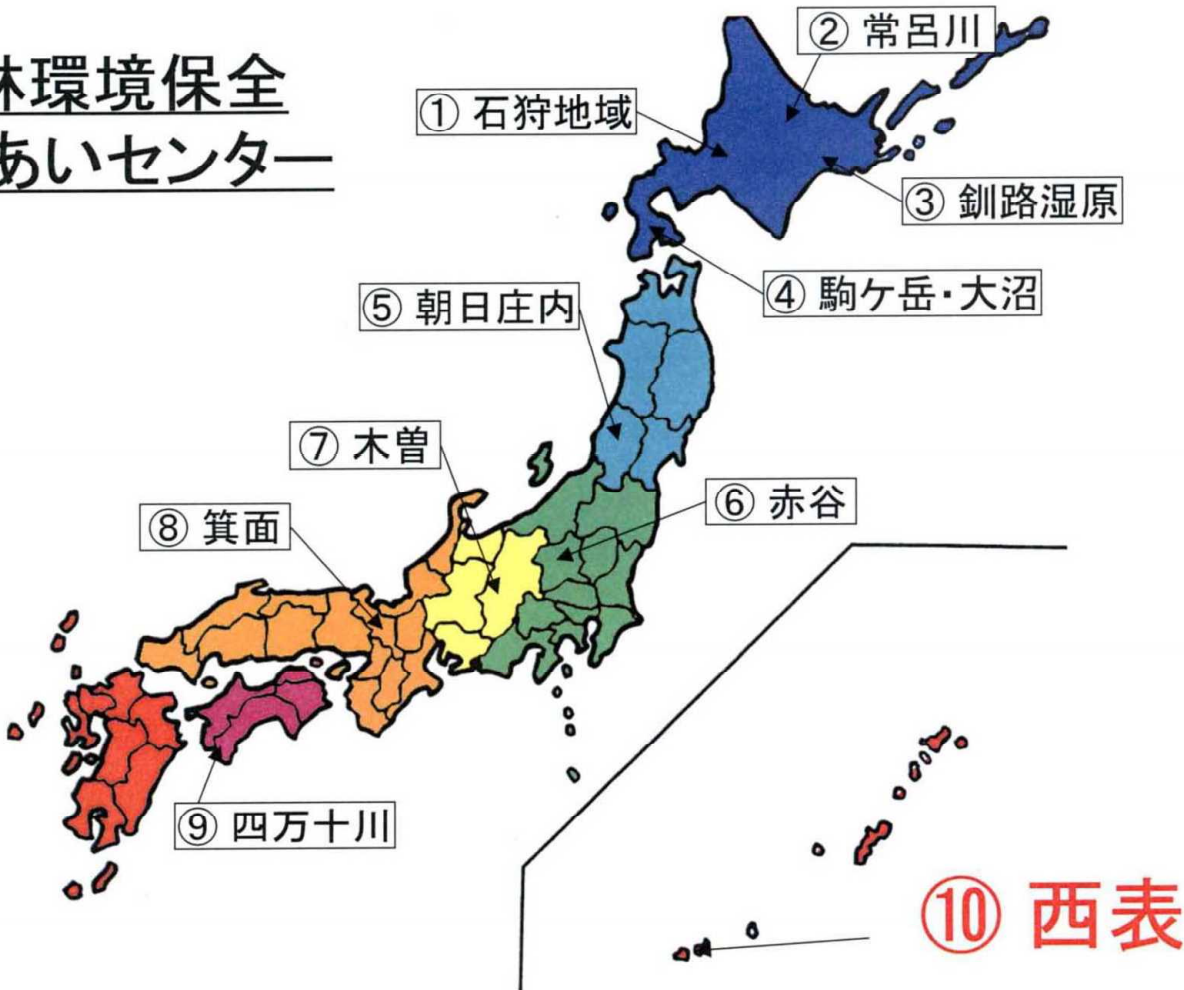 林環境保全
あいセンター
② 常呂川
① 石狩地域
③ 釧路湿原
④ 駒ケ岳・大沼
⑤ 朝日庄内
⑦ 木曽
⑥ 赤谷
⑧ 箕面
⑨ 四万十川
⑩ 西表